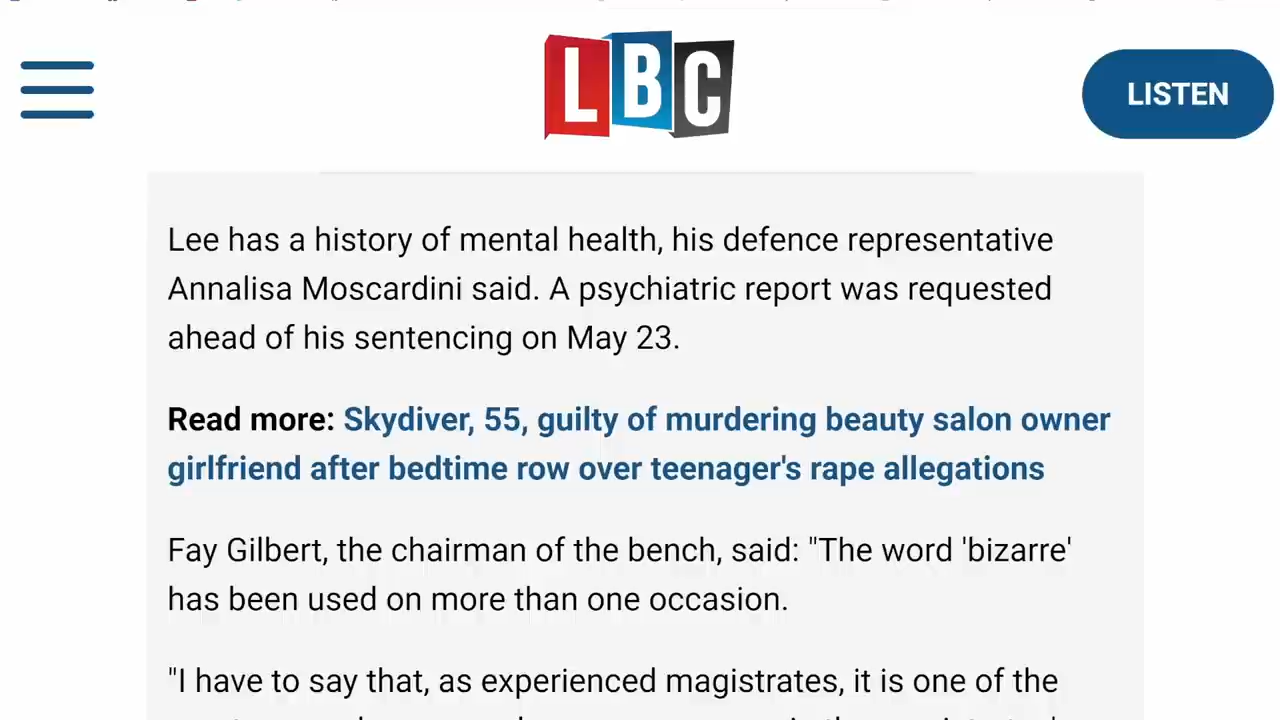 LBC
LISTEN
Lee has a history of mental health, his defence representative
Annalisa Moscardini said. A psychiatric report was requested
ahead of his sentencing on May 23.
Read more: Skydiver, 55, guilty of murdering beauty salon owner
girlfriend after bedtime row over teenager's rape allegations
Fay Gilbert, the chairman of the bench, said: "The word 'bizarre'
has been used on more than one occasion.
"I have to say that, as experienced magistrates, it is one of the